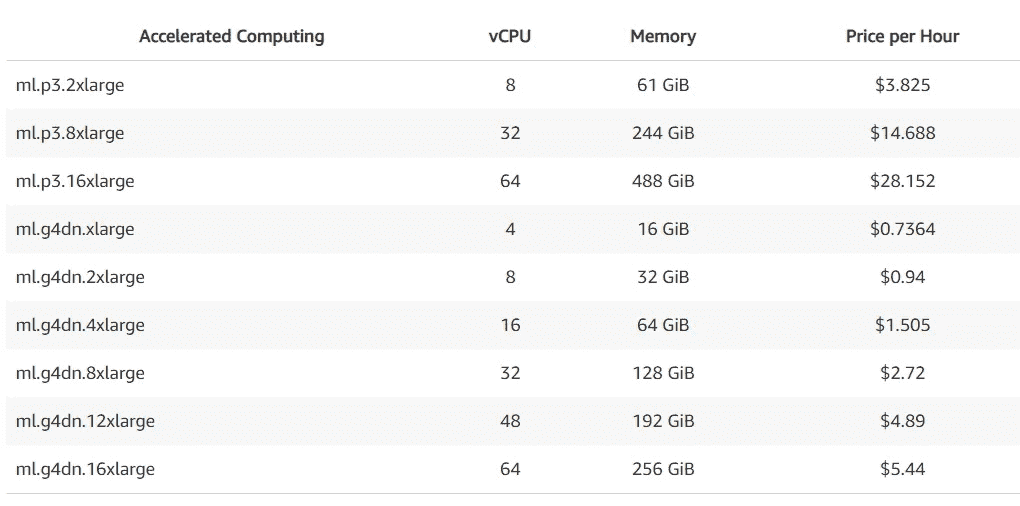 Accelerated Computing vCPU Memory Price per Hour
ml.p3.2xlarge 8 61 GiB $3.825
ml.p3.8xlarge 32 244 GiB $14.688
ml.p3.16xlarge 64 488 GiB $28.152
ml.g4dn.xlarge 4 16 GiB $0.7364
ml.g4dn.2xlarge 8 32 GiB $0.94
ml.g4dn.4xlarge 16 64 GiB $1.505
ml.g4dn.8xlarge 32 128 GiB $2.72
ml.g4dn.12xlarge 48 192 GiB $4.89
ml.g4dn.16xlarge 64 256 GiB $5.44